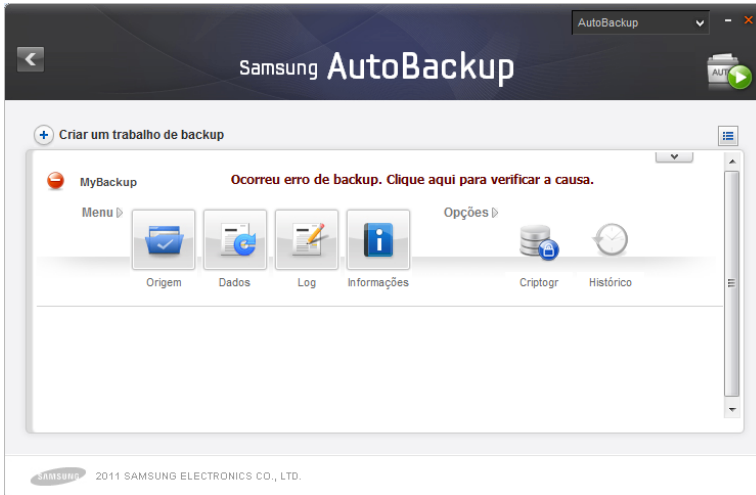 AutoBackup
Samsung AutoBackup
AUT
Criar um trabalho de backup
MyBackup
Ocorreu erro de backup. Clique aqui para verificar a causa.
Menu
Opções
Origem
Dados
Log
Informações
Criptogr
Histórico
SAMSUNG 2011 SAMSUNG ELECTRONICS CO., LTD.